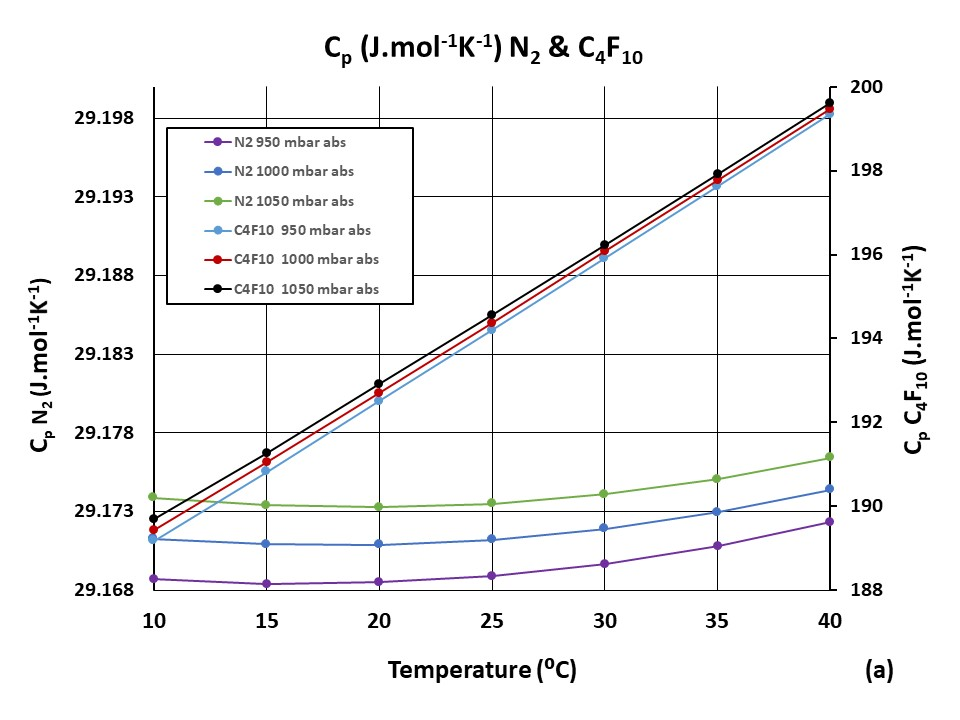 Cp (J.mol-1K-1) N2 & C4F10
29.198
29.193
29.188
29.183
29.178
29.173
29.168
Cp N2 (J.mol-1K-1)
N2 950 mbar abs
N2 1000 mbar abs
N2 1050 mbar abs
C4F10 950 mbar abs
C4F10 1000 mbar abs
C4F10 1050 mbar abs
200
198
196
194
192
190
188
Cp C4F10 (J.mol-1K-1)
10 15 20 25 30 35 40
Temperature (⁰C) (a)